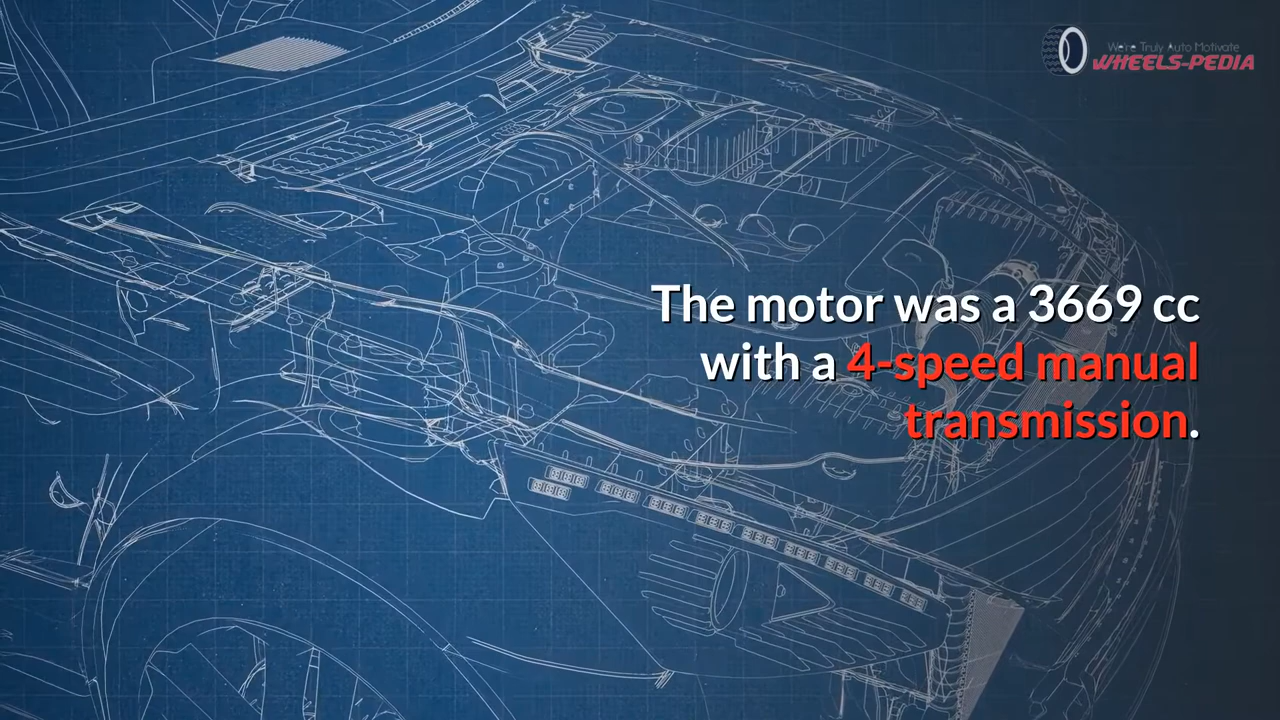 We're Truly Auto Motivate
WHEELS-PEDIA
The motor was a 3669 cc
with a 4-speed manual
transmission.